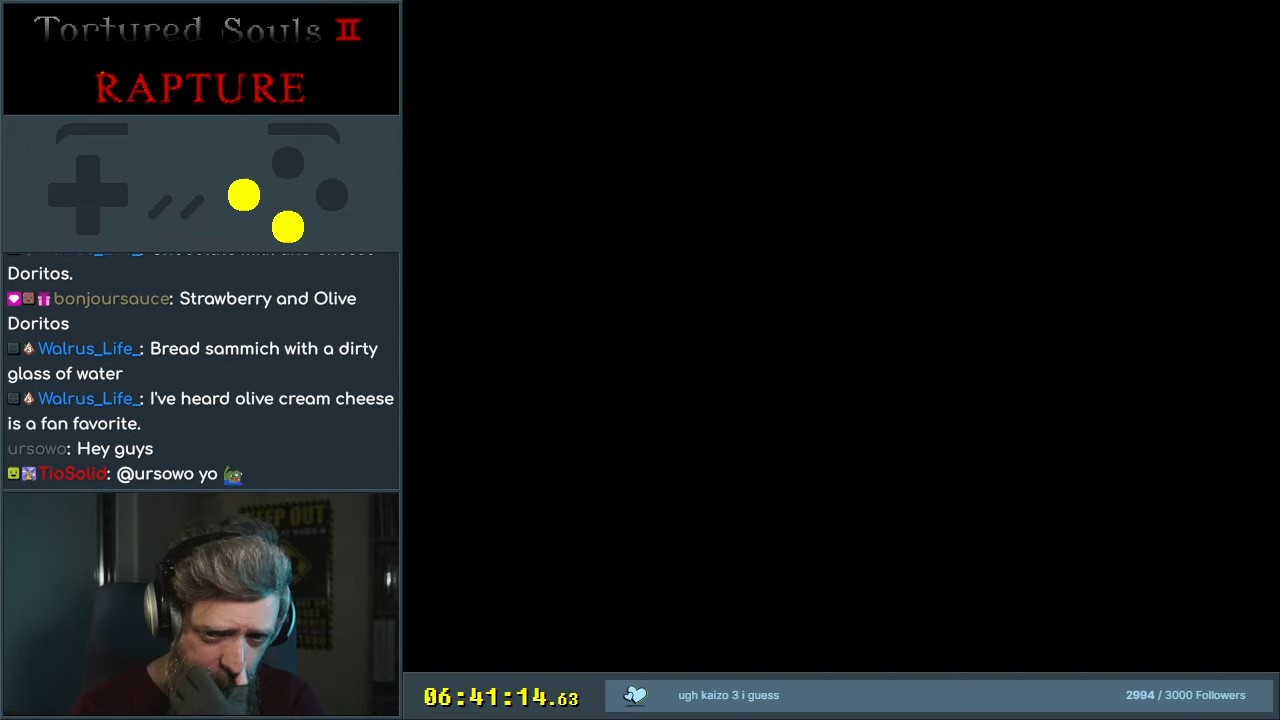 Tortured Souls II
RAPTURE
Doritos.
bonjoursauce: Strawberry and Olive
Doritos
Walrus_Life_: Bread sammich with a dirty
glass of water
Walrus_Life_: I've heard olive cream cheese
is a fan favorite.
ursowo: Hey guys
TioSolid: @ursowo yo
KEEP OUT
06:41:14.63
ugh kaizo 3 i guess
2994 / 3000 Followers